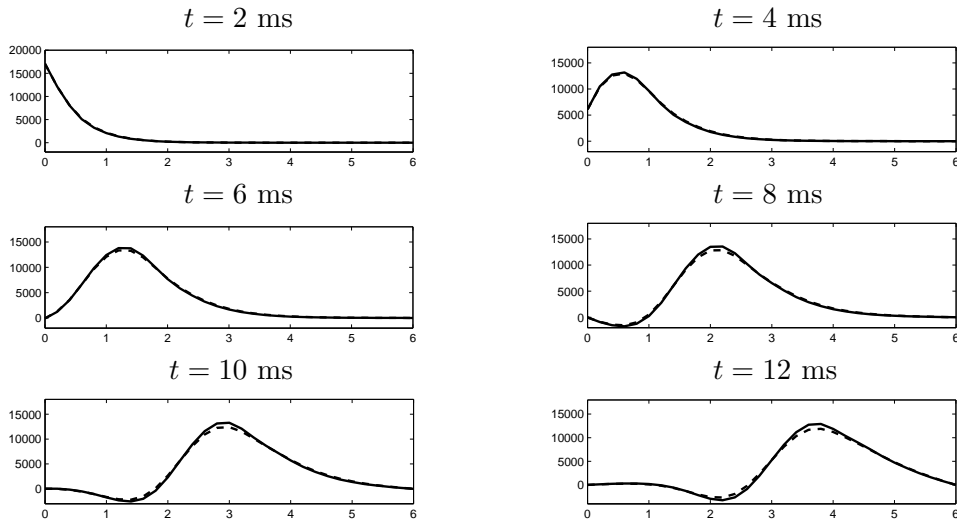 t = 2 ms
20000
15000
10000
5000
0
0 1 2 3 4 5 6
t = 4 ms
15000
10000
5000
0
0 1 2 3 4 5 6
t = 6 ms
15000
10000
5000
0
0 1 2 3 4 5 6
t = 8 ms
15000
10000
5000
0
0 1 2 3 4 5 6
t = 10 ms
15000
10000
5000
0
0 1 2 3 4 5 6
t = 12 ms
15000
10000
5000
0
0 1 2 3 4 5 6